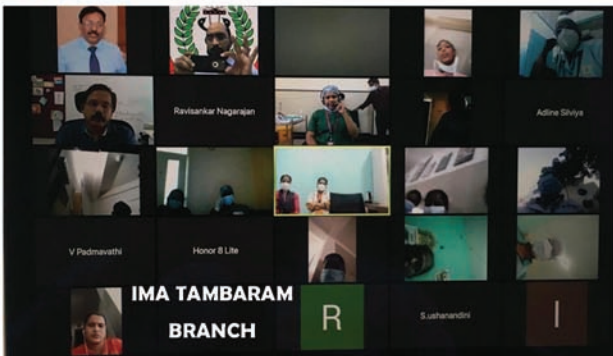 Ravisankar Nagarajan
Adline Silviya
V Padmavathi
Honor 8 Lite
IMA TAMBARAM
BRANCH
R
S.ushanandini
I